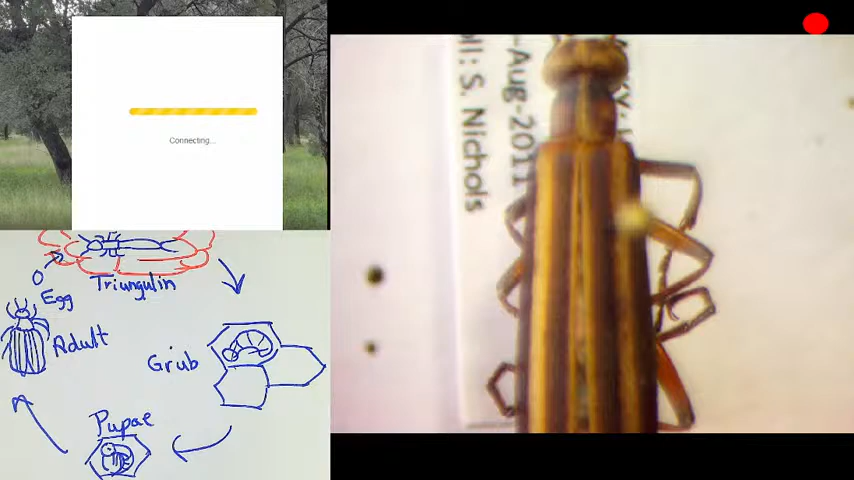 Connecting...
Triungulin
Egg
Adult
Grub
Pupae
-Aug-2011
oll: S. Nichols